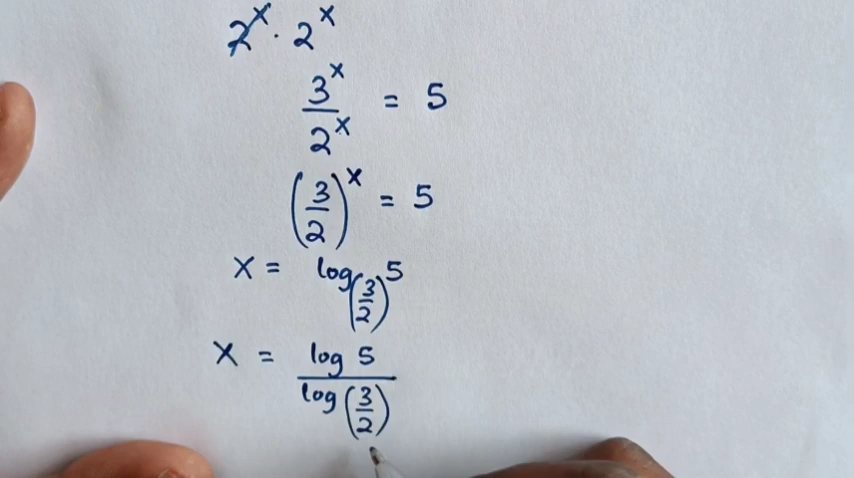 2^x · 2^x
3^x/2^x = 5
(3/2)^x = 5
x = log_(3/2) 5
x = log 5/log (3/2)